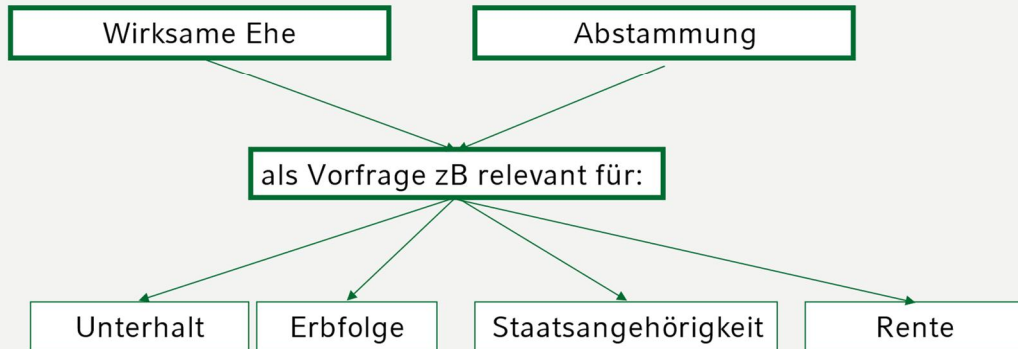 Wirksame Ehe
Abstammung
als Vorfrage zB relevant für:
Unterhalt
Erbfolge
Staatsangehörigkeit
Rente